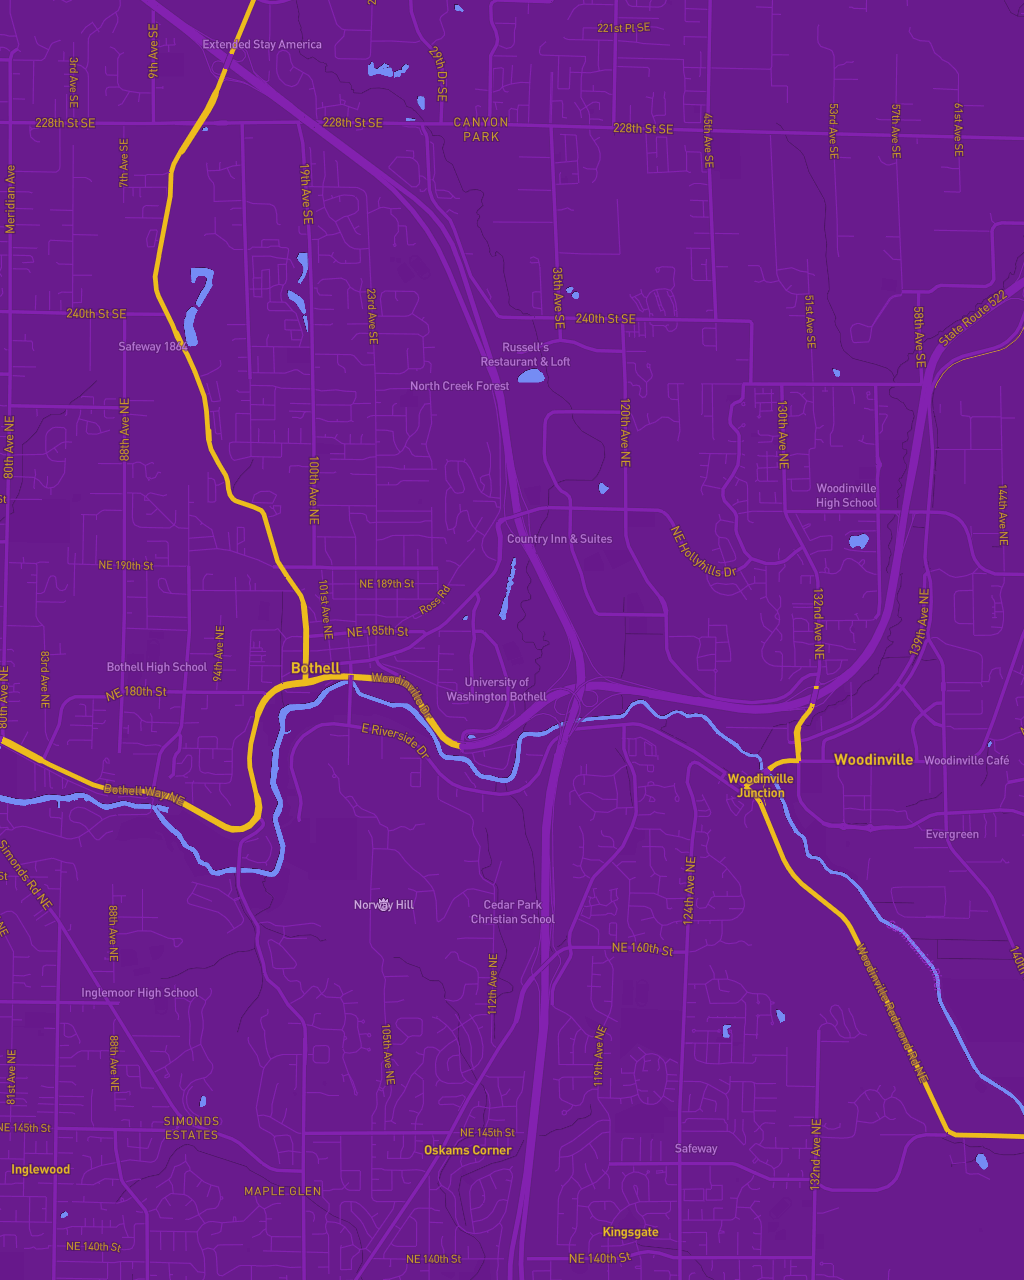 221st Pl SE
9th Ave SE
Extended Stay America
29th Dr SE
3rd Ave SE
228th St SE
228th St SE
CANYON
PARK
228th St SE
45th Ave SE
53rd Ave SE
57th Ave SE
61st Ave SE
7th Ave SE
Meridian Ave
19th Ave SE
35th Ave SE
23rd Ave SE
51st Ave SE
58th Ave SE
State Route 522
240th St SE
240th St SE
Safeway 1865
Russell's
Restaurant & Loft
North Creek Forest
80th Ave NE
88th Ave NE
120th Ave NE
130th Ave NE
100th Ave NE
Woodinville
High School
144th Ave NE
St
Country Inn & Suites
NE Hollyhills Dr
NE 190th St
NE 189th St
101st Ave NE
Ross Rd
132nd Ave NE
139th Ave NE
NE 185th St
94th Ave NE
83rd Ave NE
80th Ave NE
Bothell High School
Bothell
NE 180th St
Woodinville Dr
University of
Washington Bothell
E Riverside Dr
Woodinville
Woodinville Café
Woodinville
Junction
Bothell Way NE
Evergreen
Simonds Rd NE
St
NE
124th Ave NE
Norway Hill
Cedar Park
Christian School
88th Ave NE
NE 160th St
140th
112th Ave NE
Inglemoor High School
Woodinville Redmond Rd NE
88th Ave NE
105th Ave NE
119th Ave NE
81st Ave NE
SIMONDS
ESTATES
NE 145th St
NE 145th St
Oskams Corner
Safeway
132nd Ave NE
Inglewood
MAPLE GLEN
Kingsgate
NE 140th St
NE 140th St
NE 140th St